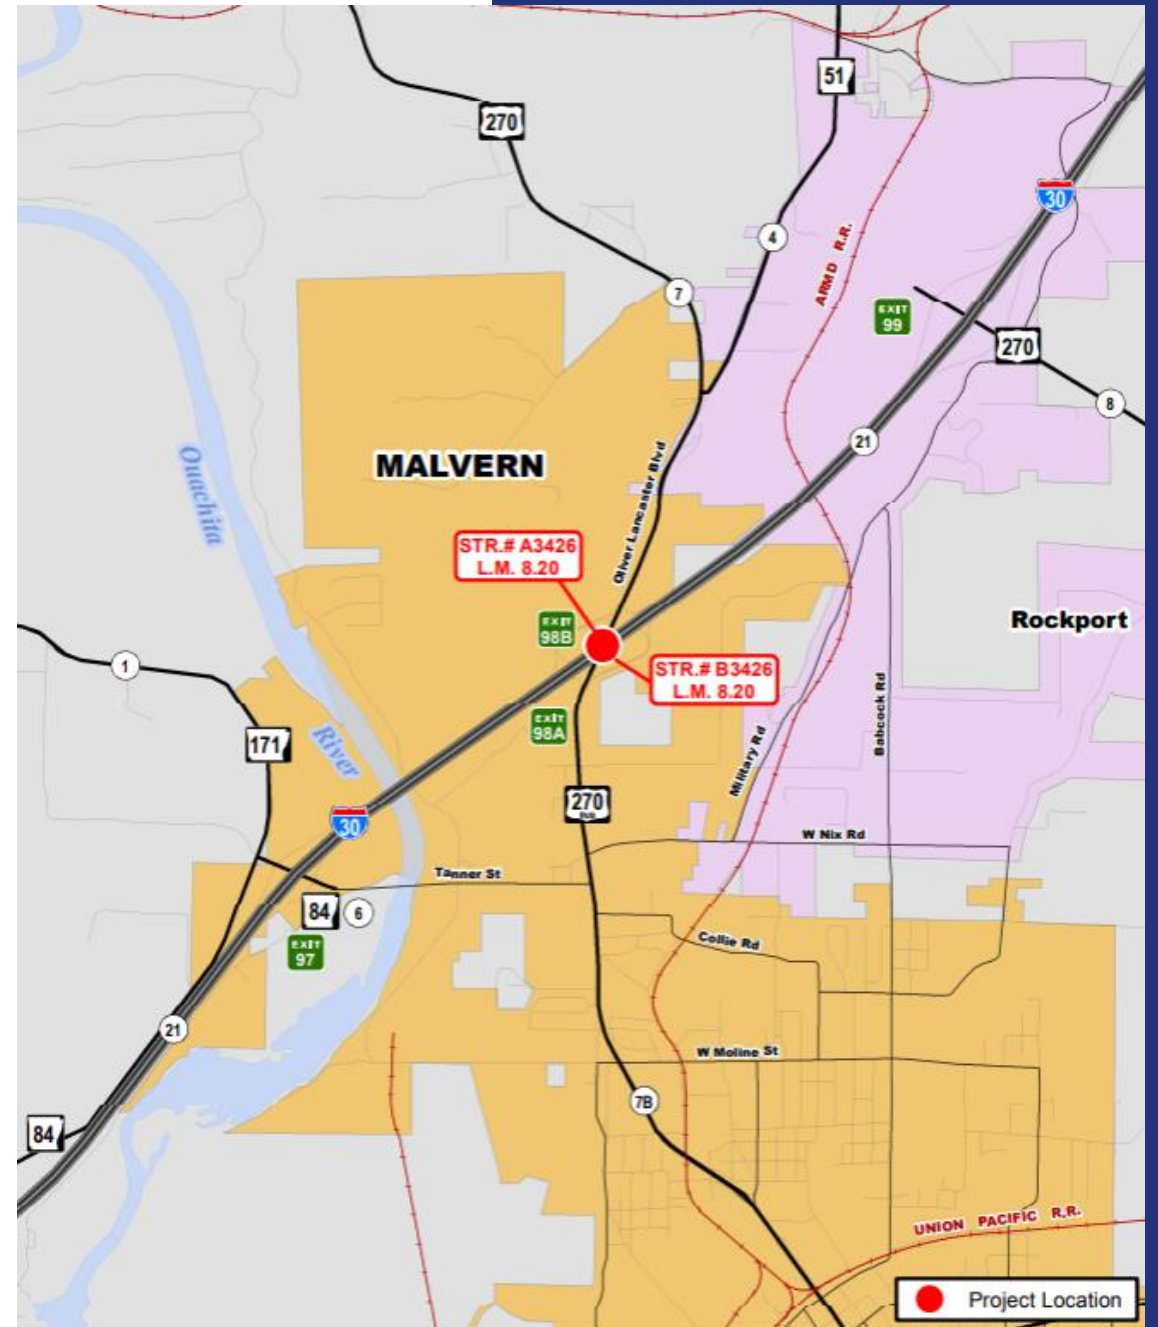 51
270
30
4
ARMD R.R.
7
EXIT
99
270
8
21
Oliver Lancaster Blvd
MALVERN
Ouachita
STR.# A3426
L.M. 8.20
Rockport
EXIT
98B
1
STR.# B3426
L.M. 8.20
Babcock Rd
EXIT
98A
171
River
Military Rd
270
30
W Nix Rd
Tanner St
84
6
EXIT
97
Collie Rd
21
W Moline St
7B
84
UNION PACIFIC R.R.
Project Location